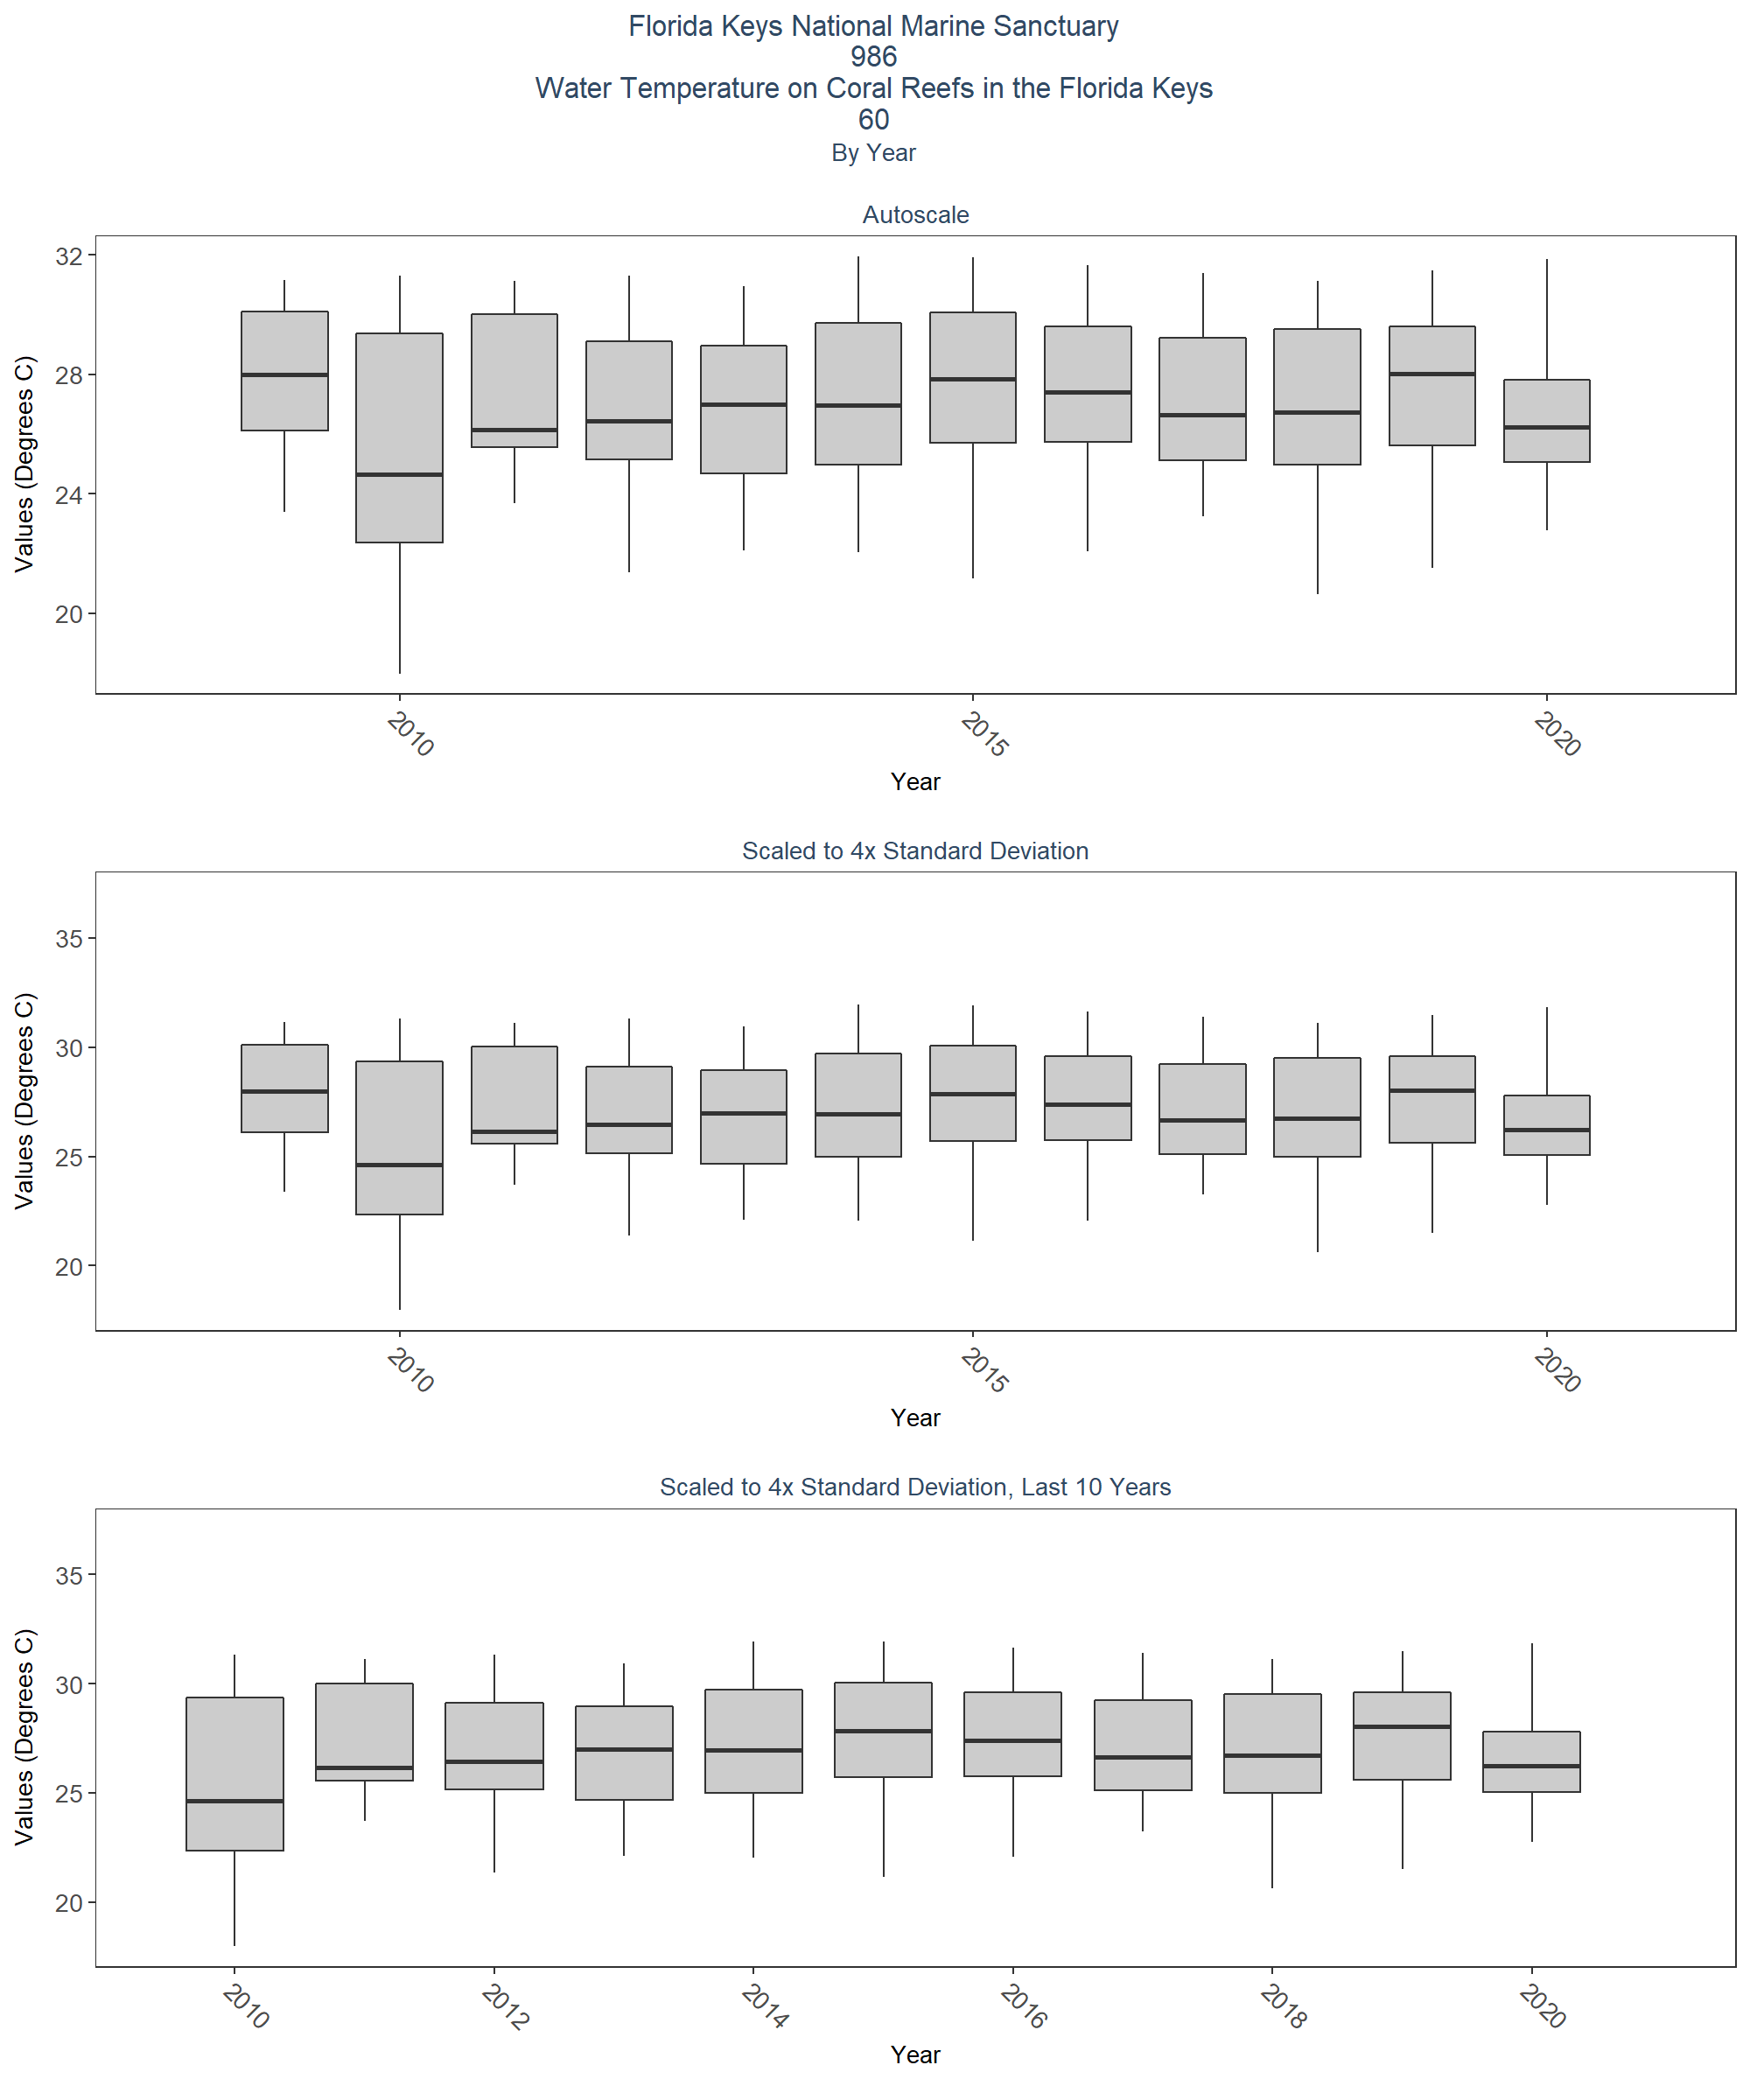 Florida Keys National Marine Sanctuary
986
Water Temperature on Coral Reefs in the Florida Keys
60
By Year
Autoscale
Values (Degrees C)
32
28
24
20
2010
2015
2020
Year
Scaled to 4x Standard Deviation
Values (Degrees C)
35
30
25
20
2010
2015
2020
Year
Scaled to 4x Standard Deviation, Last 10 Years
Values (Degrees C)
35
30
25
20
2010
2012
2014
2016
2018
2020
Year